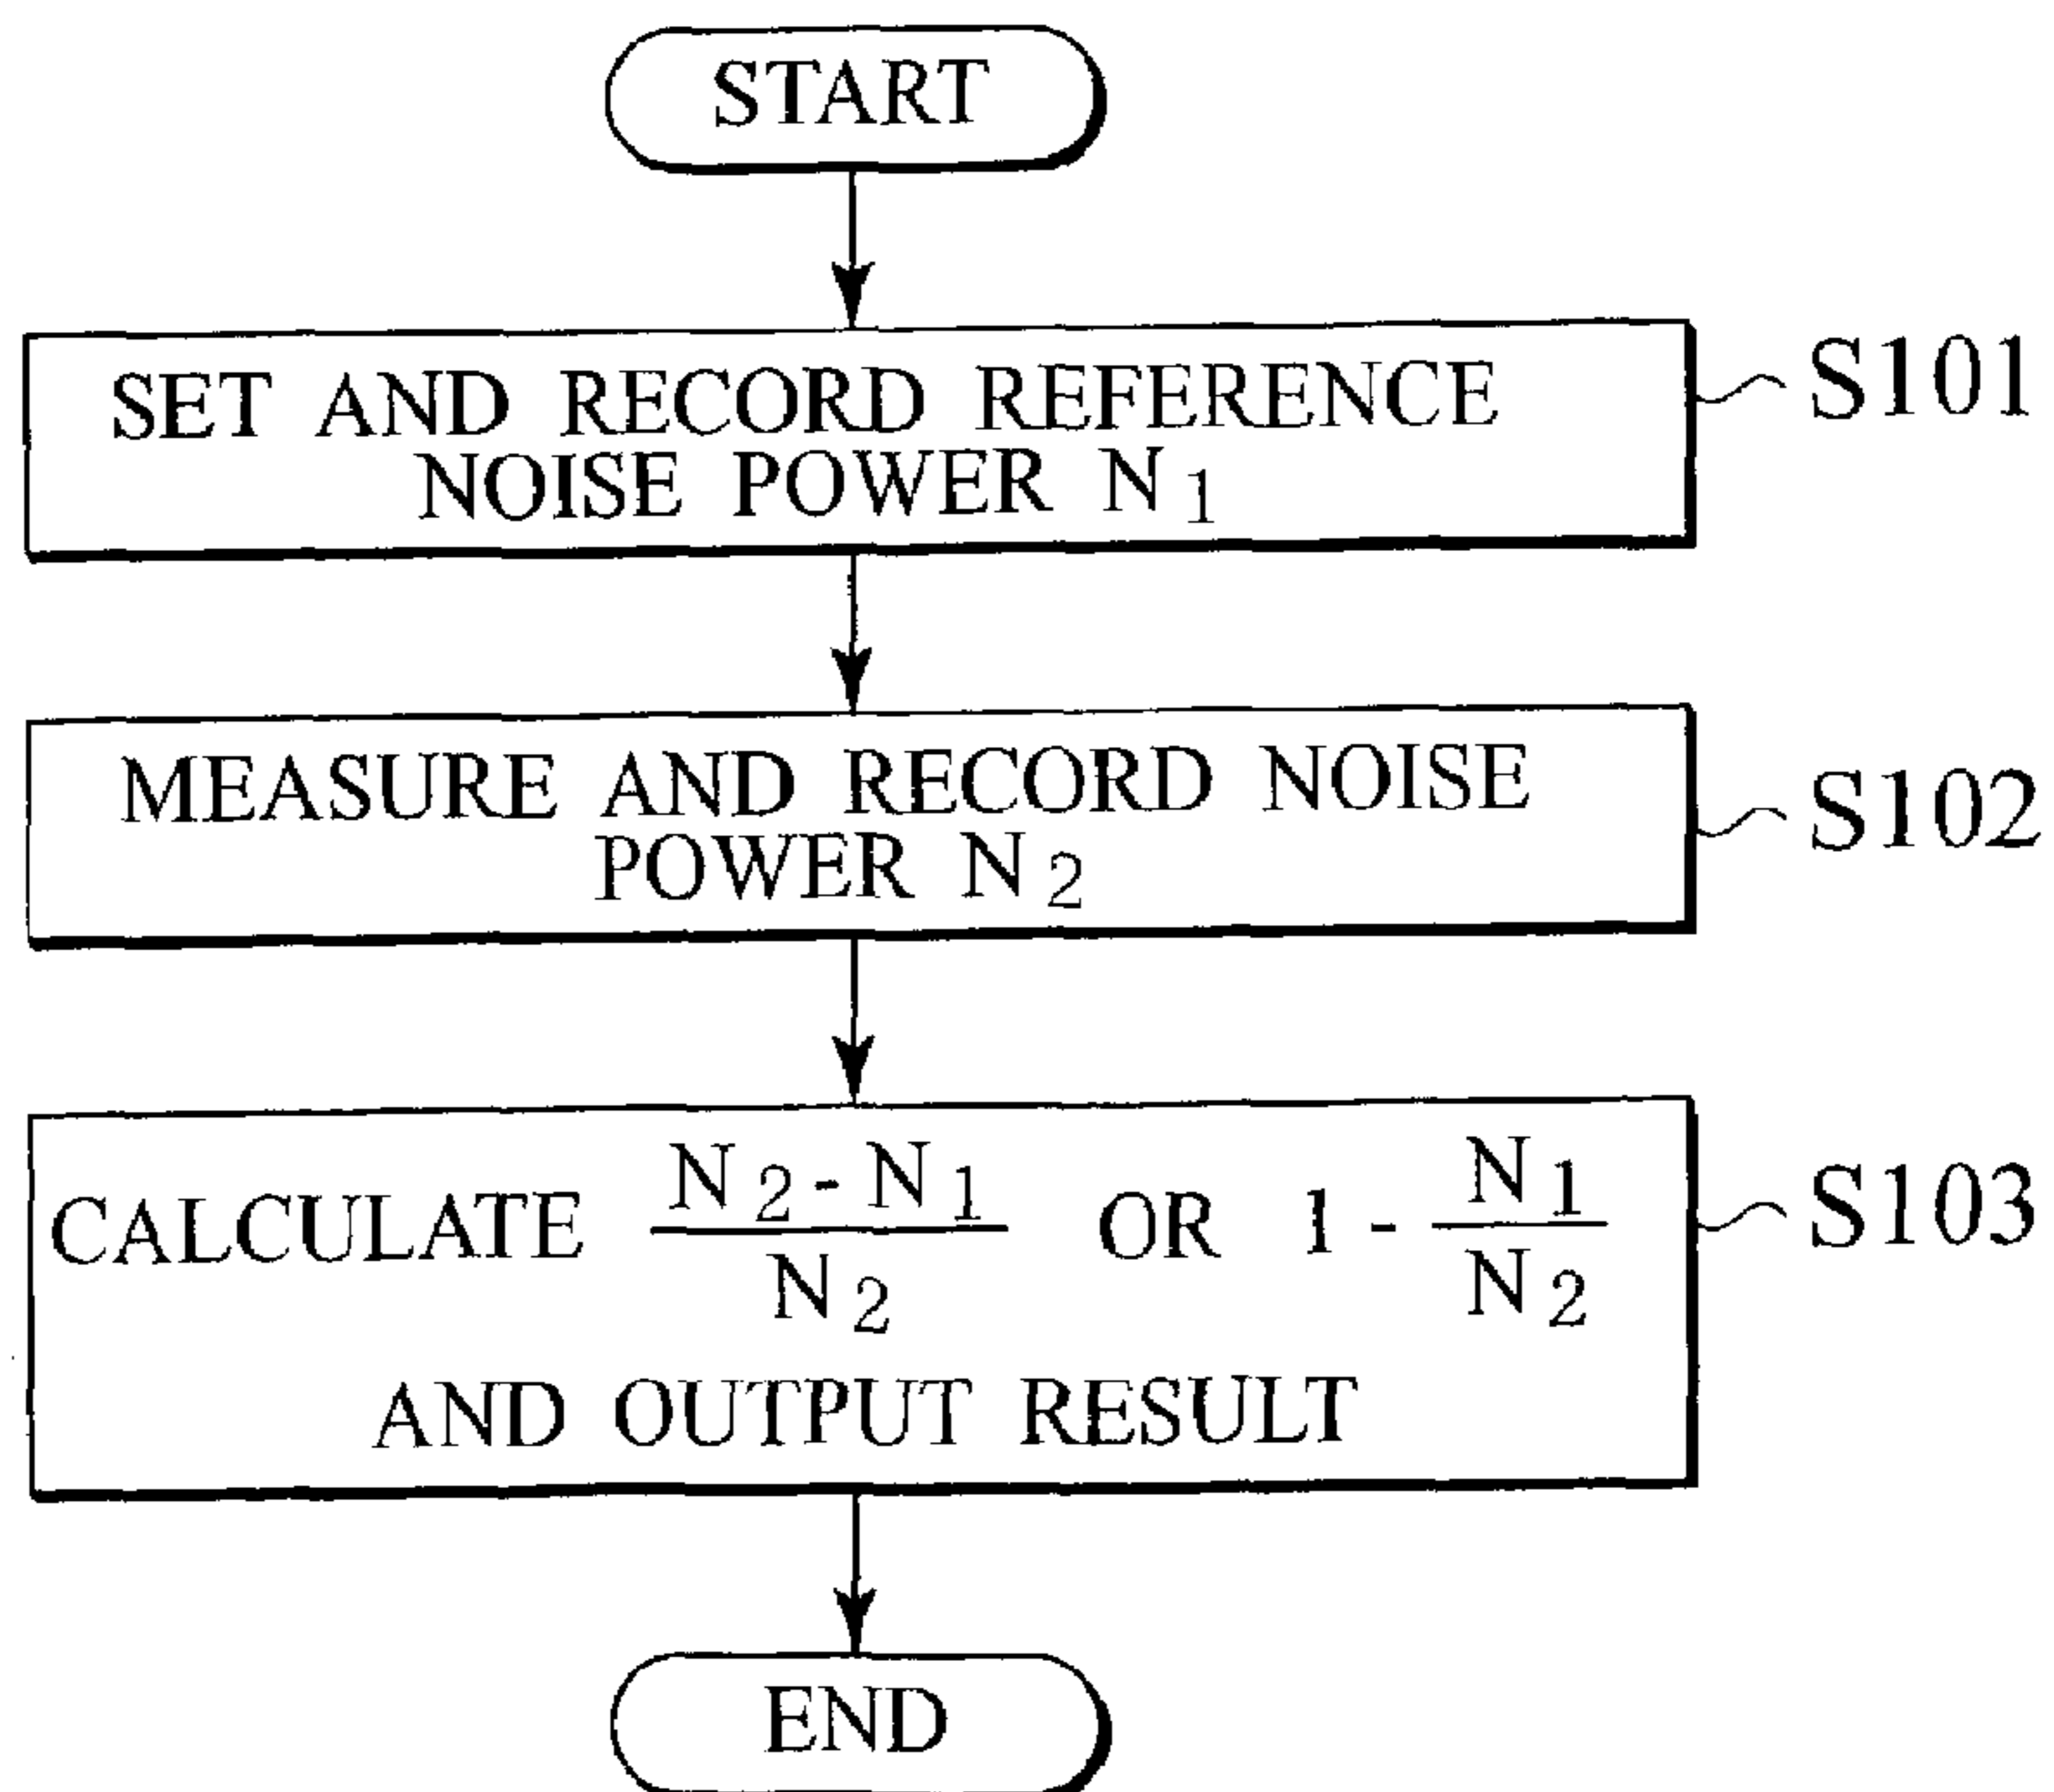 START
SET AND RECORD REFERENCE
NOISE POWER N₁
S101
MEASURE AND RECORD NOISE
POWER N₂
S102
CALCULATE (N₂ - N₁)/N₂ OR 1 - N₁/N₂
AND OUTPUT RESULT
S103
END